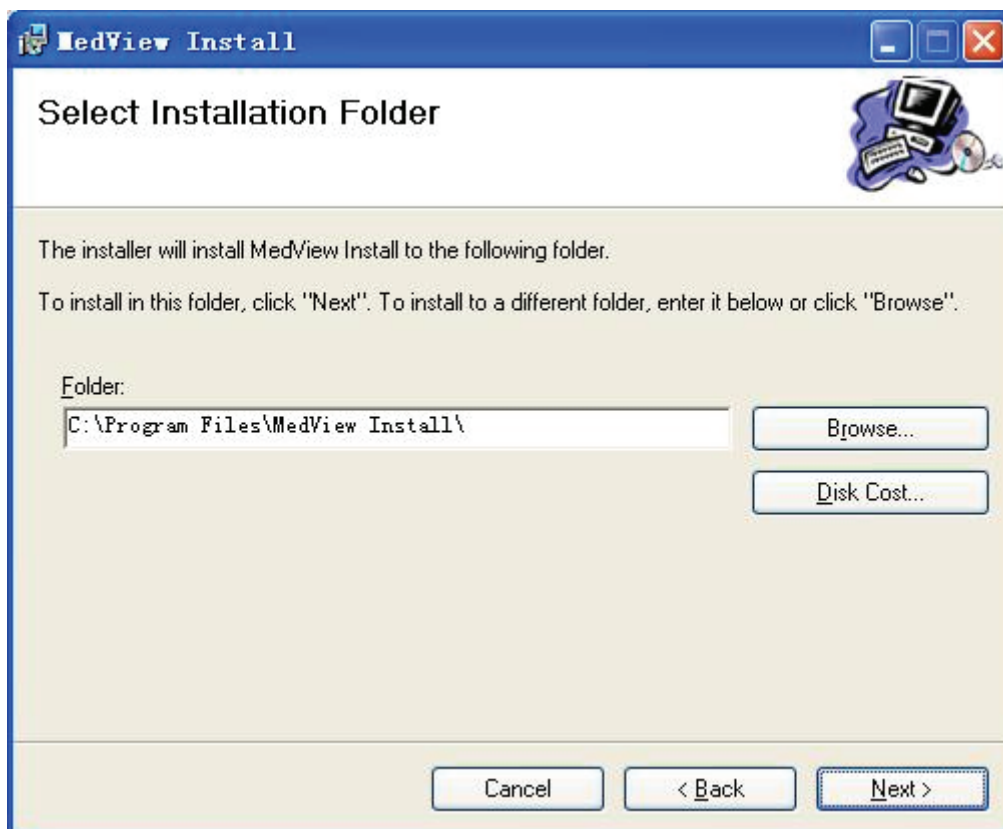 MedView Install
Select Installation Folder
The installer will install MedView Install to the following folder.
To install in this folder, click "Next". To install to a different folder, enter it below or click "Browse".
Folder:
C:\Program Files\MedView Install\
Browse...
Disk Cost...
Cancel
< Back
Next >